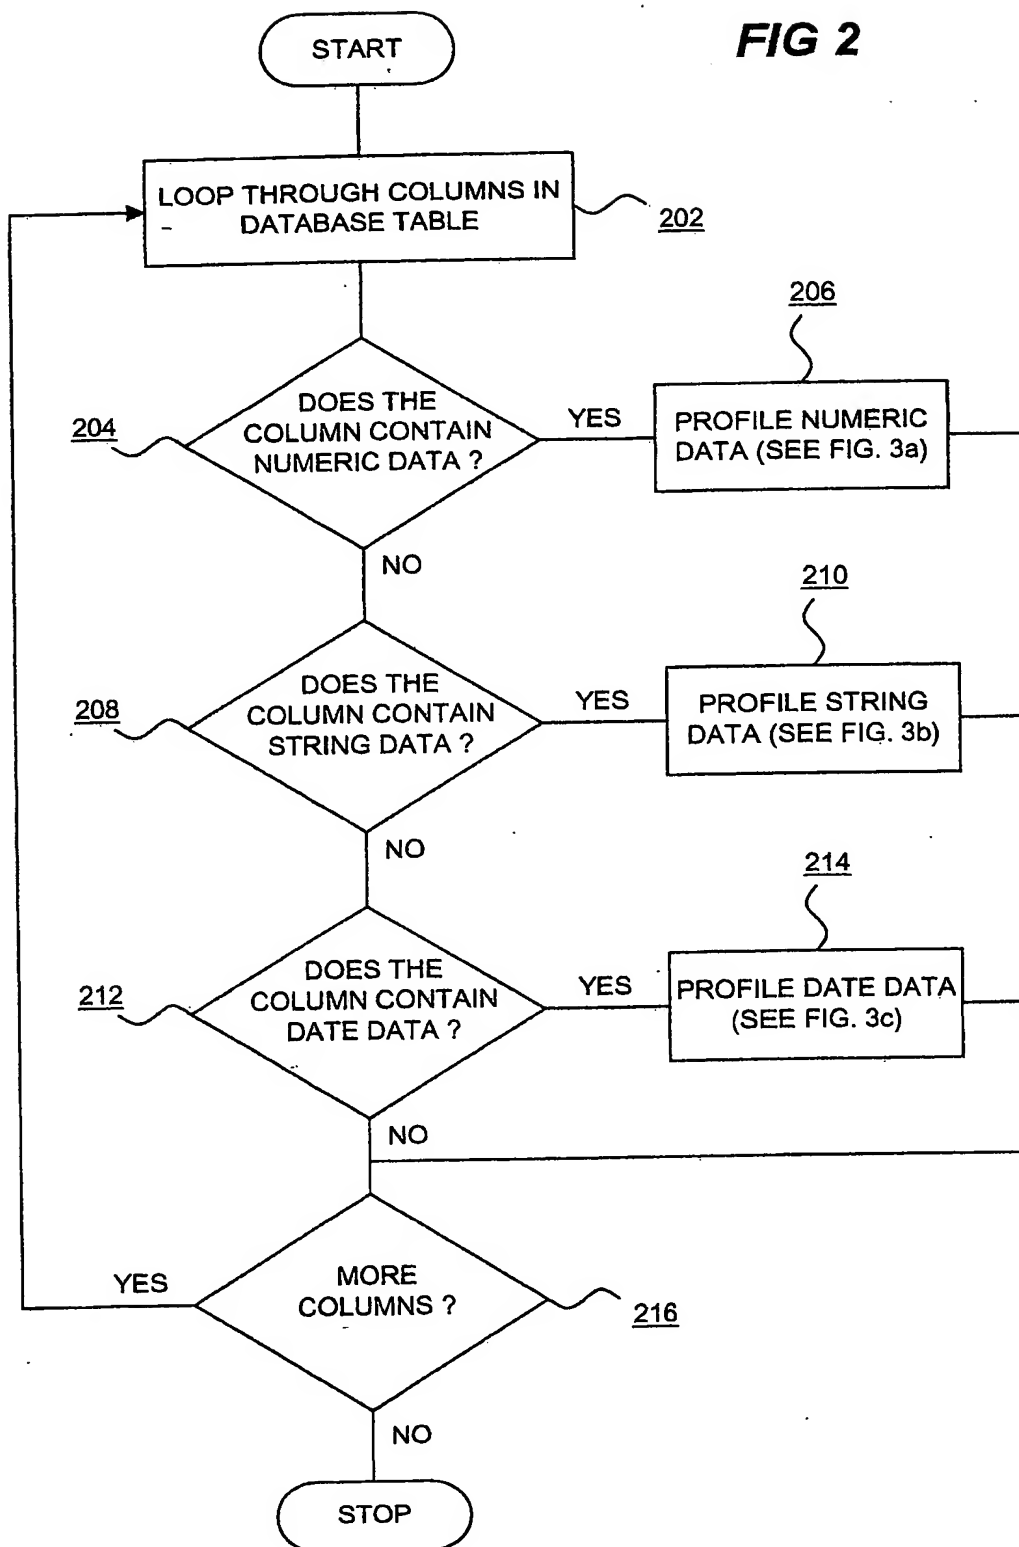 FIG 2
START
LOOP THROUGH COLUMNS IN
DATABASE TABLE
202
206
DOES THE
COLUMN CONTAIN
NUMERIC DATA ?
204
YES
PROFILE NUMERIC
DATA (SEE FIG. 3a)
NO
210
DOES THE
COLUMN CONTAIN
STRING DATA ?
208
YES
PROFILE STRING
DATA (SEE FIG. 3b)
NO
214
DOES THE
COLUMN CONTAIN
DATE DATA ?
212
YES
PROFILE DATE DATA
(SEE FIG. 3c)
NO
YES
MORE
COLUMNS ?
216
NO
STOP